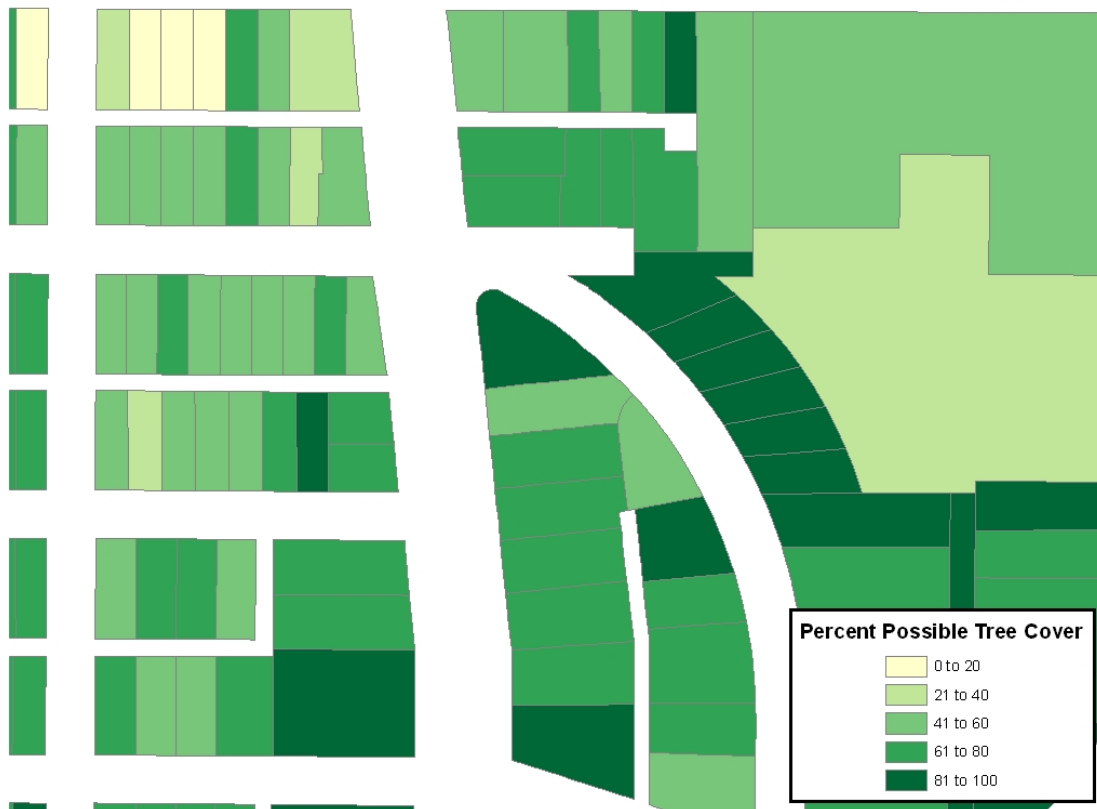 Percent Possible Tree Cover
0 to 20
21 to 40
41 to 60
61 to 80
81 to 100